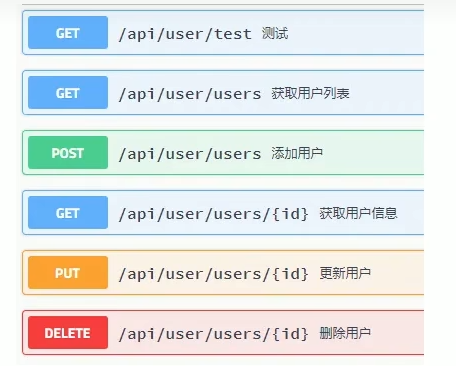 GET /api/user/test 测试
GET /api/user/users 获取用户列表
POST /api/user/users 添加用户
GET /api/user/users/{id} 获取用户信息
PUT /api/user/users/{id} 更新用户
DELETE /api/user/users/{id} 删除用户